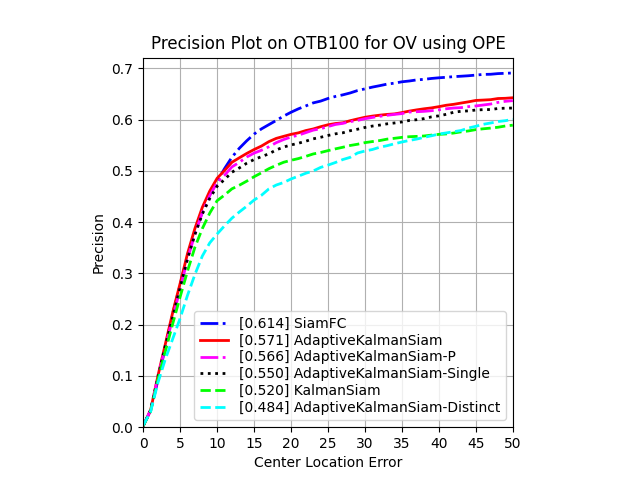 Precision Plot on OTB100 for OV using OPE
0.7
0.6
0.5
0.4
0.3
0.2
0.1
0.0
Precision
[0.614] SiamFC
[0.571] AdaptiveKalmanSiam
[0.566] AdaptiveKalmanSiam-P
[0.550] AdaptiveKalmanSiam-Single
[0.520] KalmanSiam
[0.484] AdaptiveKalmanSiam-Distinct
0 5 10 15 20 25 30 35 40 45 50
Center Location Error